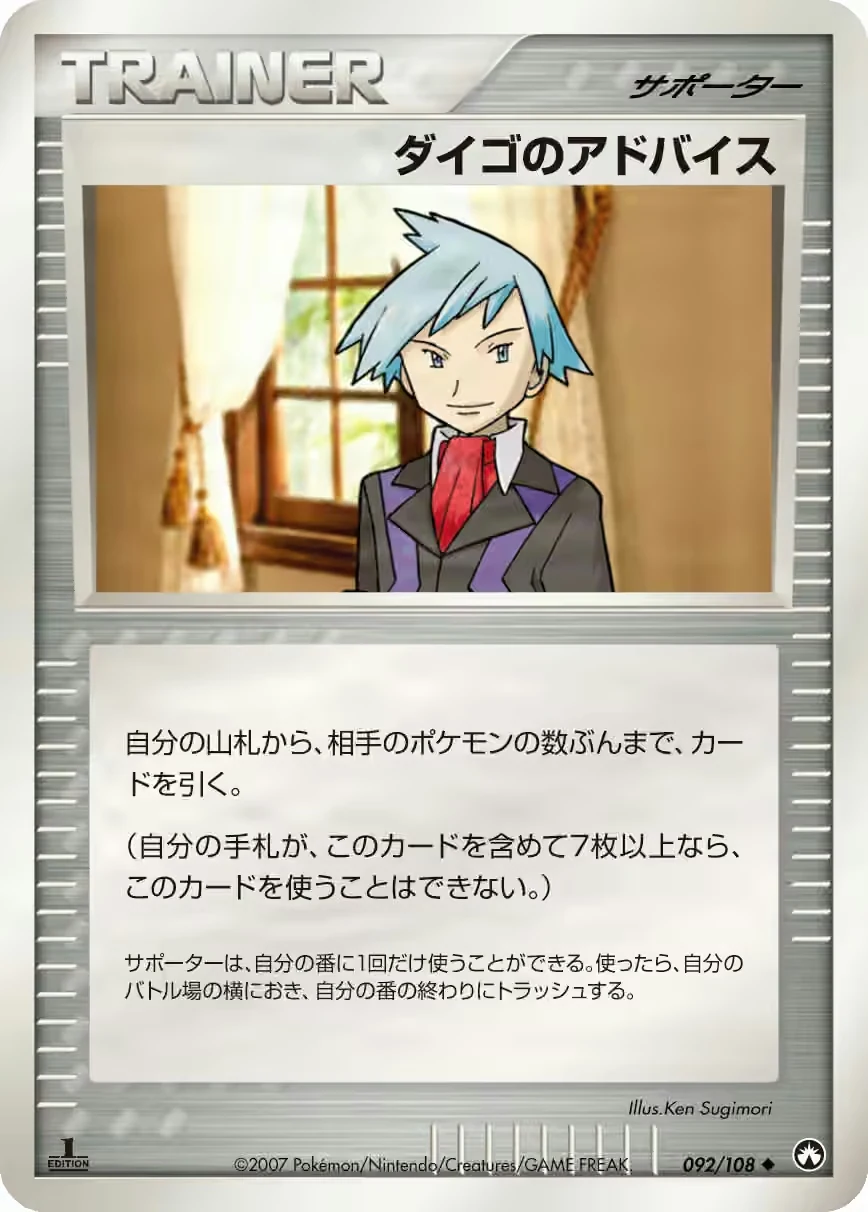 TRAINER
サポーター
ダイゴのアドバイス
自分の山札から、相手のポケモンの数ぶんまで、カー
ドを引く。
(自分の手札が、このカードを含めて7枚以上なら、
このカードを使うことはできない。)
サポーターは、自分の番に1回だけ使うことができる。使ったら、自分の
バトル場の横におき、自分の番の終わりにトラッシュする。
Illus.Ken Sugimori
1
EDITION
©2007 Pokémon/Nintendo/Creatures/GAME FREAK.
092/108 ◆